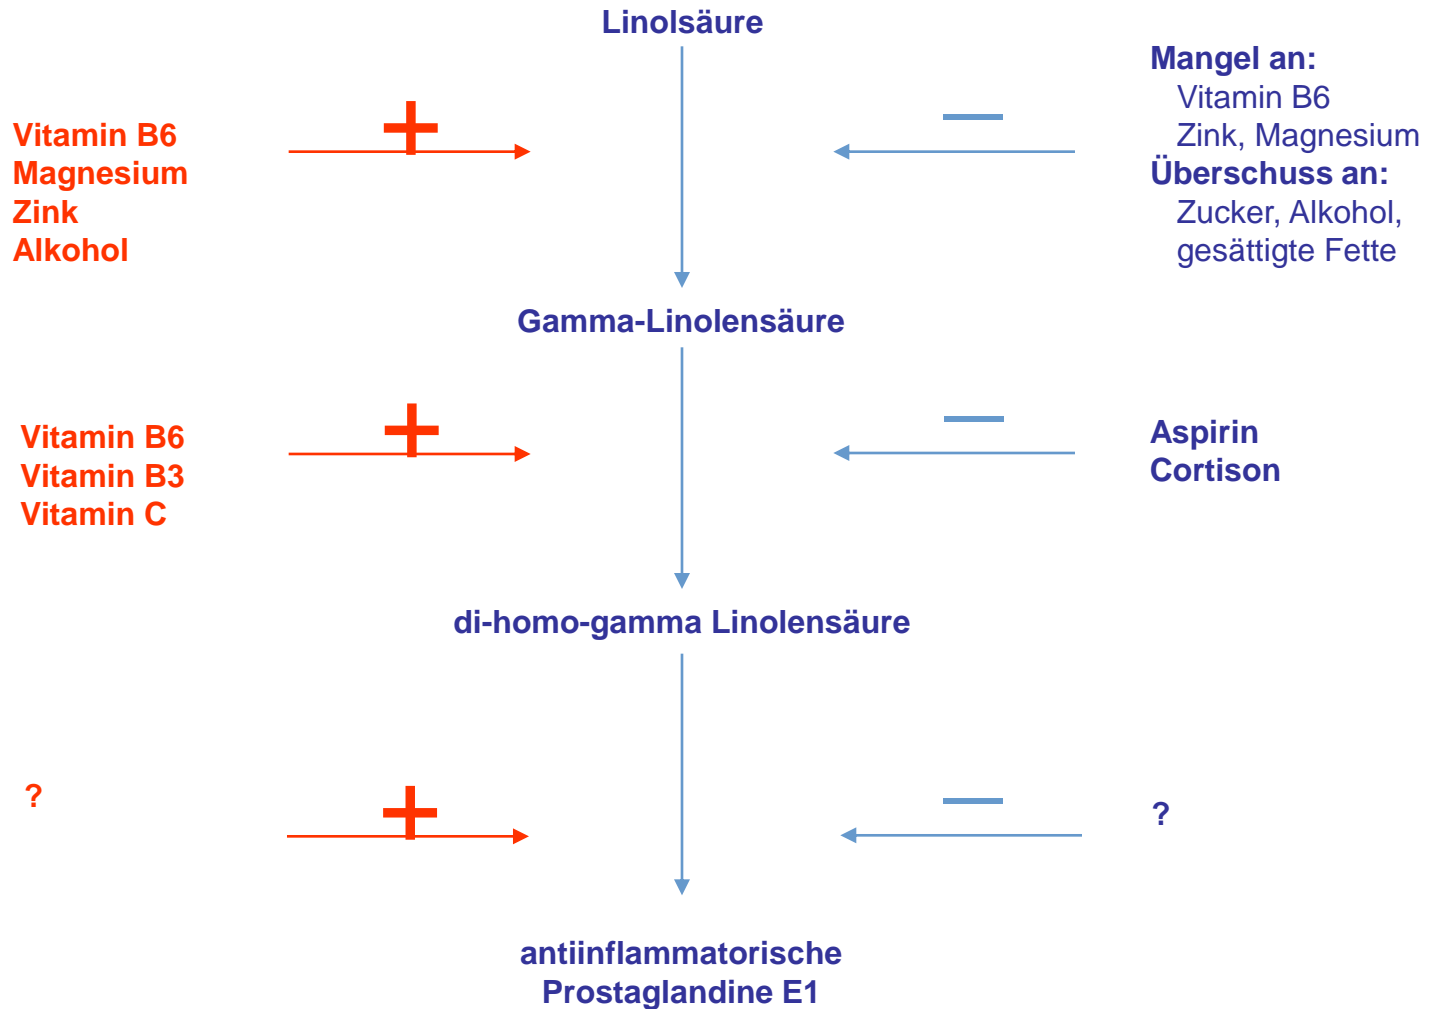 Linolsäure
Vitamin B6
Magnesium
Zink
Alkohol
+
−
Mangel an:
Vitamin B6
Zink, Magnesium
Überschuss an:
Zucker, Alkohol,
gesättigte Fette
Gamma-Linolensäure
Vitamin B6
Vitamin B3
Vitamin C
+
−
Aspirin
Cortison
di-homo-gamma Linolensäure
?
+
−
?
antiinflammatorische
Prostaglandine E1